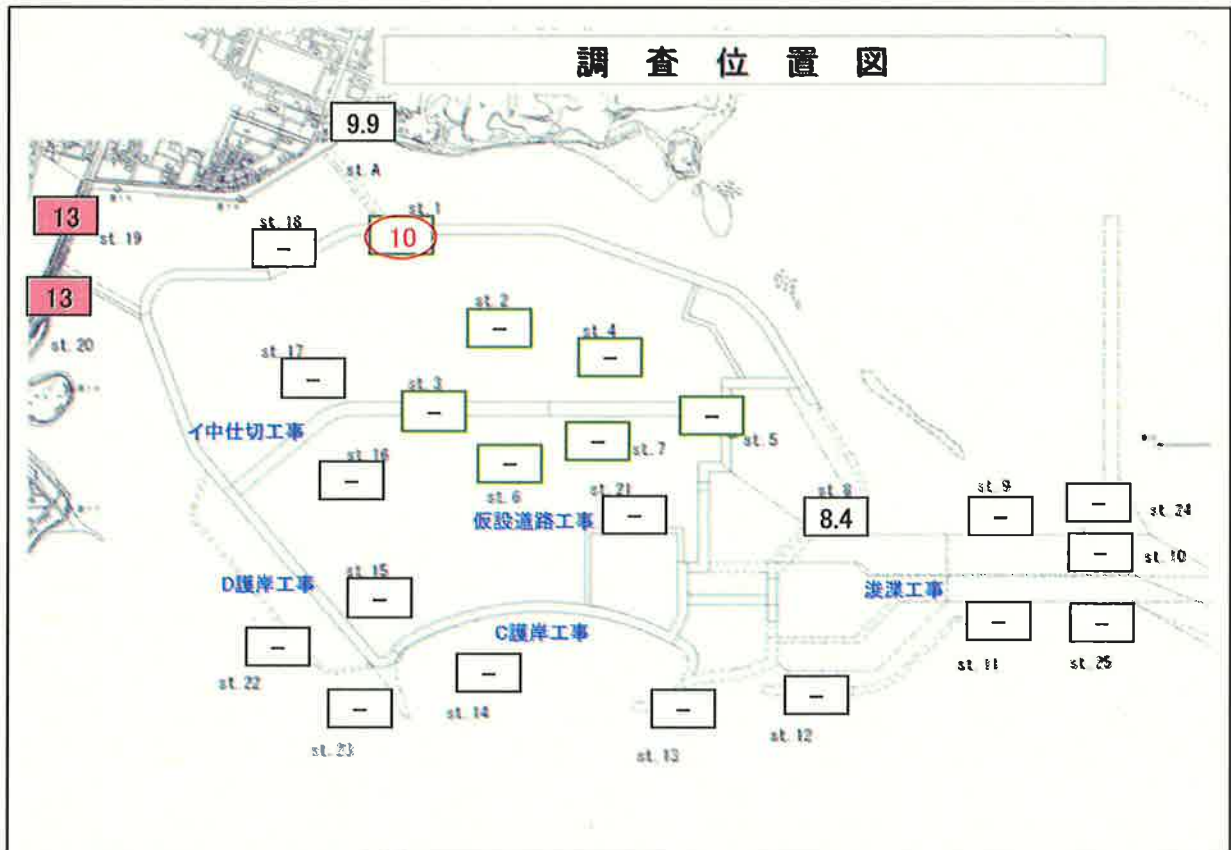 調査位置図
9.9
st. A
13
st. 19
st. 18
-
st. 1
10
13
st. 20
st. 2
-
st. 4
-
st. 17
-
st. 3
-
-
st. 5
-
st. 7
イ中仕切工事
st. 16
-
-
st. 6
st. 21
-
仮設道路工事
st. 8
8.4
st. 9
-
-
st. 24
-
st. 10
D護岸工事
st. 15
-
浚渫工事
C護岸工事
-
st. 11
-
st. 25
-
st. 22
-
st. 14
-
st. 23
-
st. 13
-
st. 12